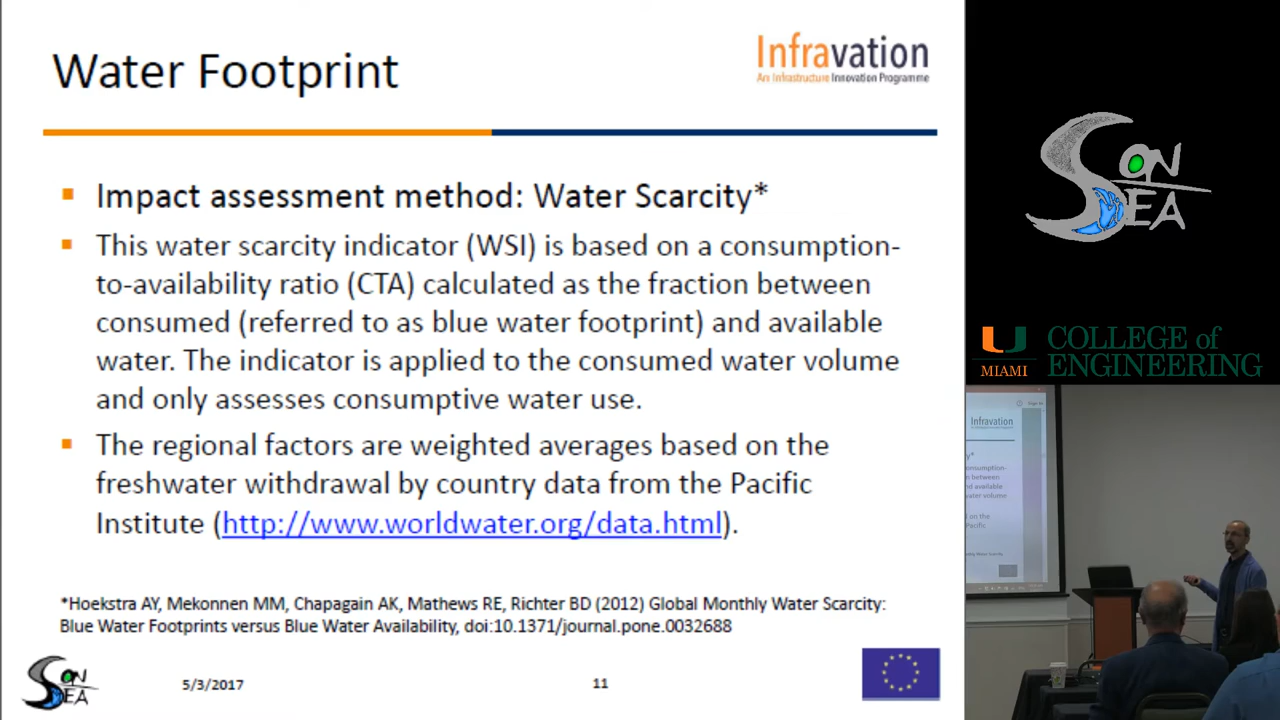 Water Footprint
Infravation
An Infrastructure Innovation Programme
Impact assessment method: Water Scarcity*
This water scarcity indicator (WSI) is based on a consumption-
to-availability ratio (CTA) calculated as the fraction between
consumed (referred to as blue water footprint) and available
water. The indicator is applied to the consumed water volume
and only assesses consumptive water use.
The regional factors are weighted averages based on the
freshwater withdrawal by country data from the Pacific
Institute (http://www.worldwater.org/data.html).
*Hoekstra AY, Mekonnen MM, Chapagain AK, Mathews RE, Richter BD (2012) Global Monthly Water Scarcity:
Blue Water Footprints versus Blue Water Availability, doi:10.1371/journal.pone.0032688
SON
SEA
5/3/2017
11
SON
SEA
U
MIAMI
COLLEGE of
ENGINEERING
Infravation